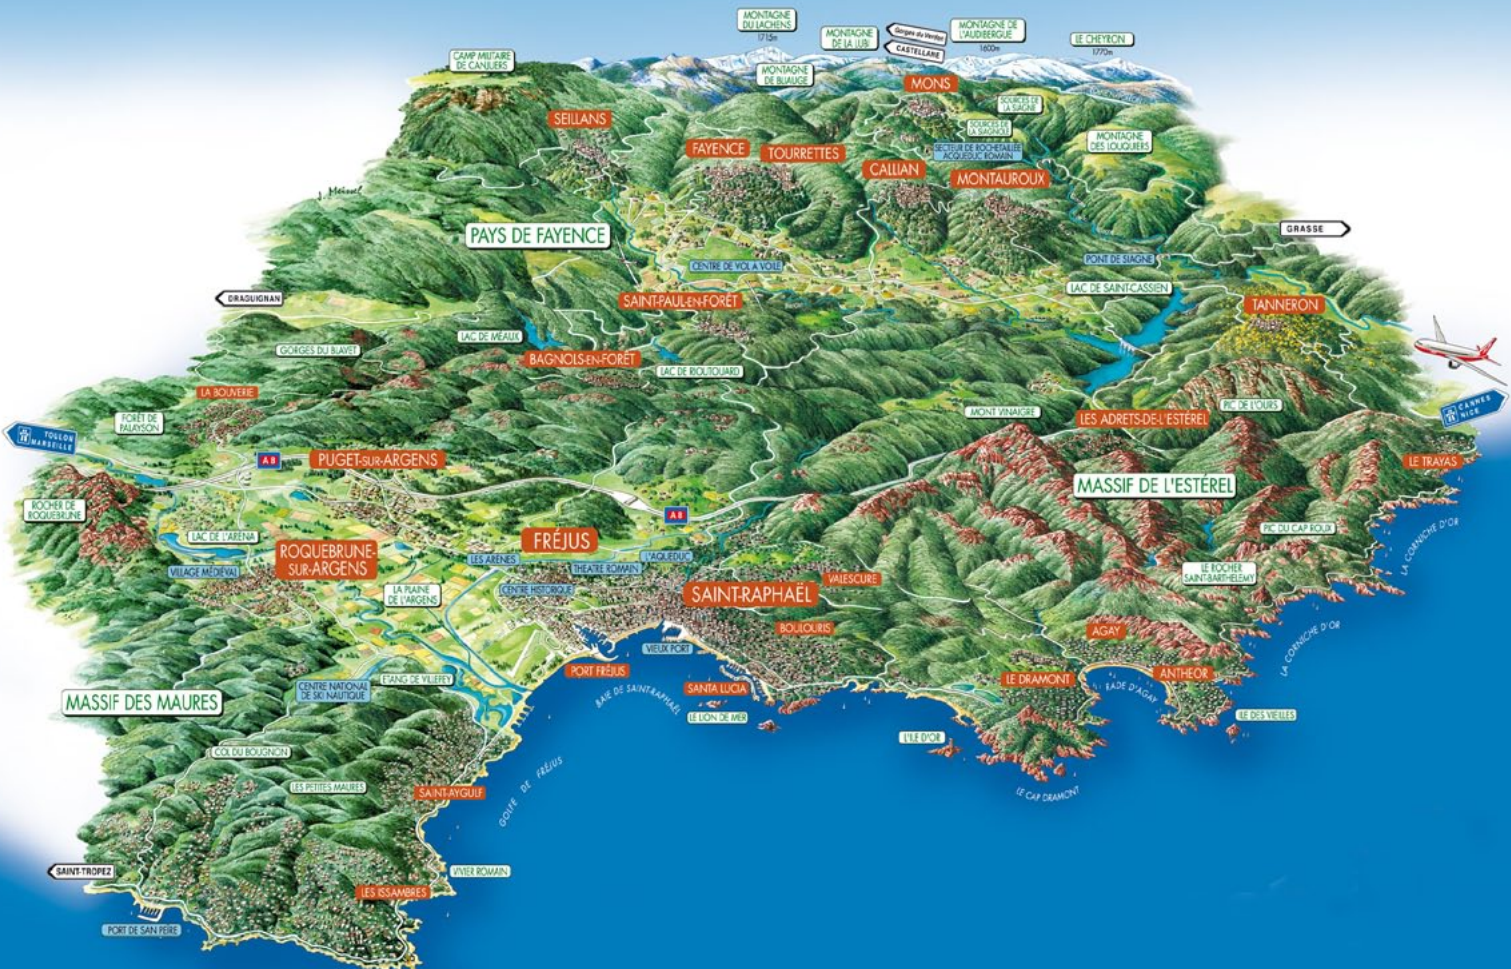 MONTAGNE
DU LACHENS
1715m
MONTAGNE
DE LA LUBI
Gorges du Verdon
CASTELLANE
MONTAGNE DE
L'AUDIBERGUE
1600m
LE CHEYRON
1770m
CAMP MILITAIRE
DE CANJUERS
MONTAGNE
DE BLIAUGE
MONS
SOURCES DE
LA SIAGNE
SEILLANS
SOURCES DE
LA SIAGNOLE
MONTAGNE
DES LOUQUIERS
FAYENCE
TOURRETTES
SECTEUR DE ROCHETAILLÉE
ACQUEDUC ROMAIN
CALLIAN
MONTAUROUX
J. Meissel
PAYS DE FAYENCE
GRASSE
CENTRE DE VOL A VOILE
PONT DE SIAGNE
DRAGUIGNAN
SAINT-PAUL-EN-FORÊT
LAC DE SAINT-CASSIEN
TANNERON
LAC DE MÉAUX
GORGES DU BLAVET
BAGNOLS-EN-FORÊT
LAC DE RIOUTOUARD
LA BOUVERIE
FORÊT DE
PALAYSON
MONT VINAIGRE
LES ADRETS-DE-L'ESTÉREL
PIC DE L'OURS
CANNES
NICE
TOULON
MARSEILLE
A8
PUGET-SUR-ARGENS
LE TRAYAS
MASSIF DE L'ESTÉREL
ROCHER DE
ROQUEBRUNE
A8
LAC DE L'ARENA
FRÉJUS
PIC DU CAP ROUX
LA CORNICHE D'OR
ROQUEBRUNE-
SUR-ARGENS
LES ARÈNES
L'AQUEDUC
THEATRE ROMAIN
VILLAGE MÉDIÉVAL
LE ROCHER
SAINT-BARTHELEMY
VALESCURE
CENTRE HISTORIQUE
SAINT-RAPHAËL
LA PLAINE
DE L'ARGENS
BOULOURIS
AGAY
LA CORNICHE D'OR
VIEUX PORT
PORT FRÉJUS
ETANG DE VILLEPEY
LE DRAMONT
ANTHEOR
CENTRE NATIONAL
DE SKI NAUTIQUE
BAIE DE SAINT-RAPHAËL
SANTA LUCIA
RADE D'AGAY
MASSIF DES MAURES
LE LION DE MER
ILE DES VIEILLES
L'ILE D'OR
COL DU BOUGNON
LES PETITES MAURES
SAINT-AYGULF
GOLFE DE FRÉJUS
LE CAP DRAMONT
SAINT-TROPEZ
VIVIER ROMAIN
LES ISSAMBRES
PORT DE SAN PEÏRE